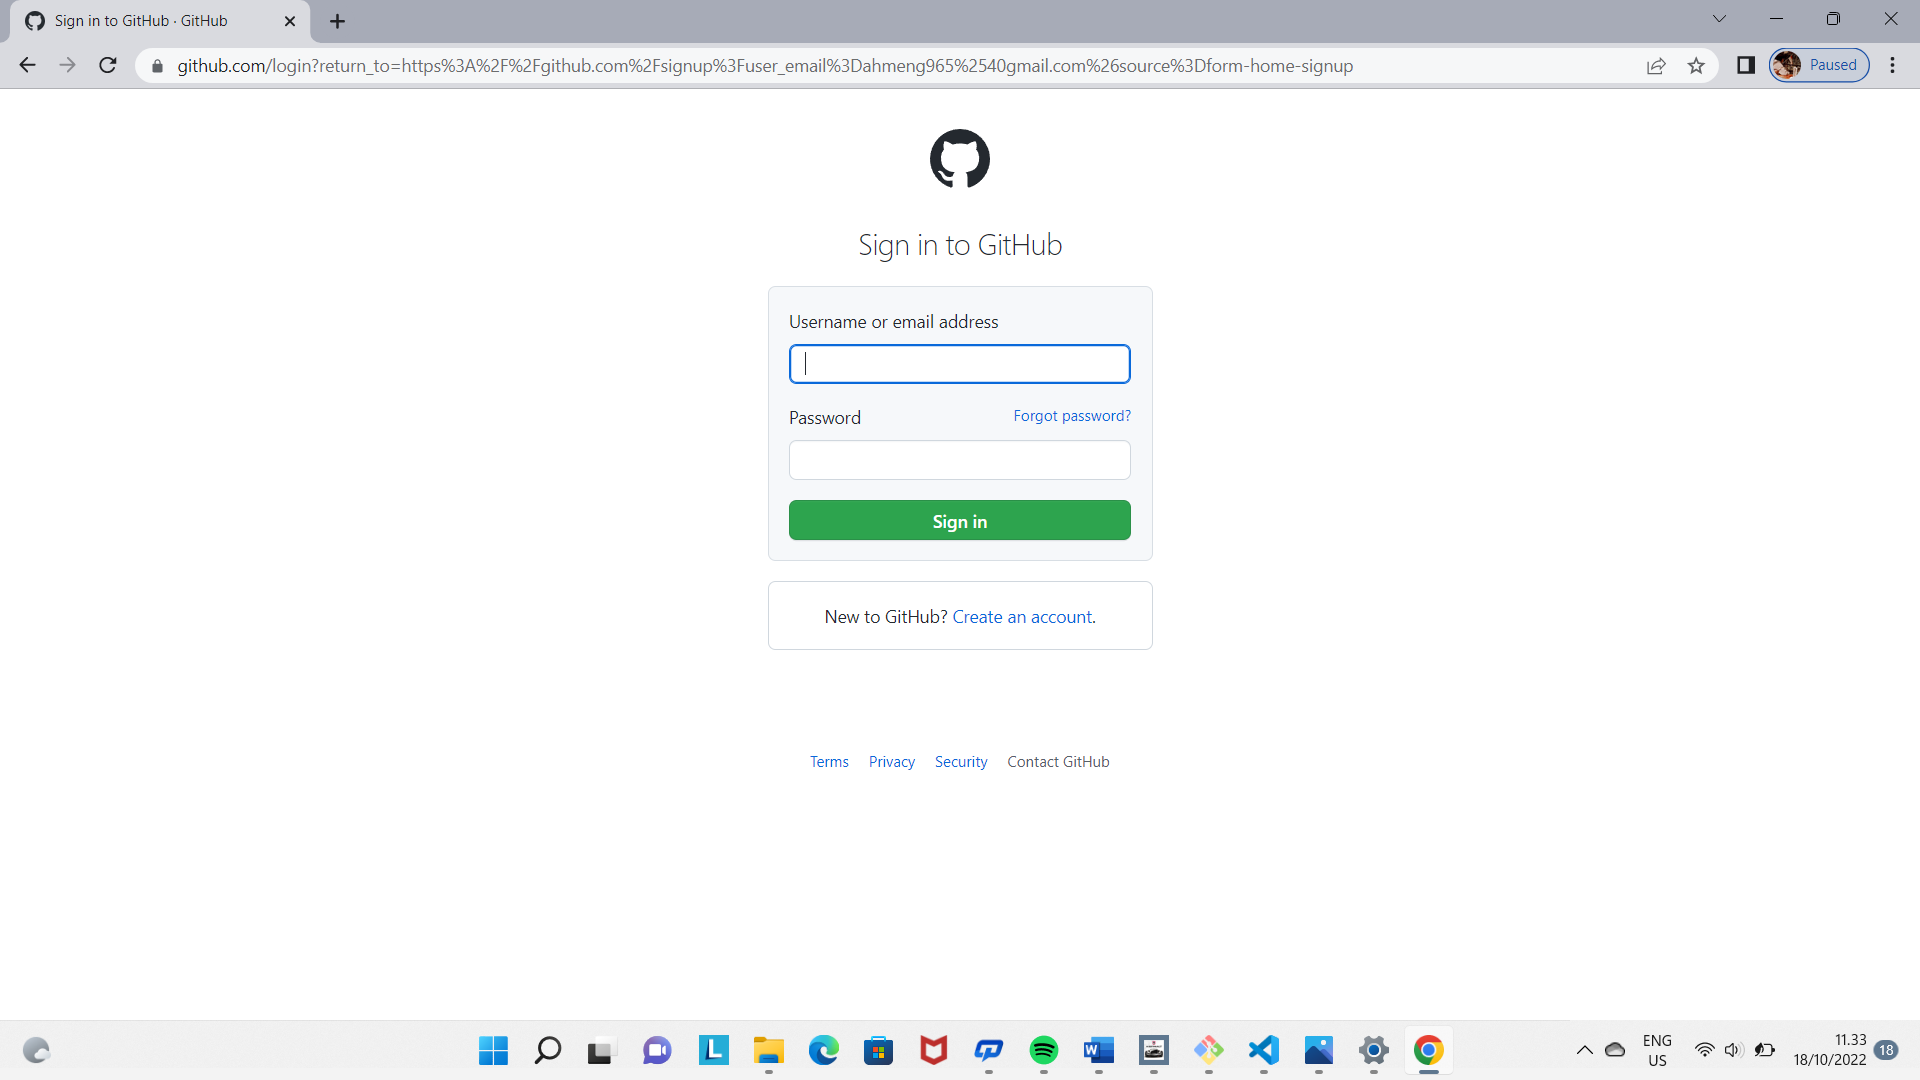 Sign in to GitHub · GitHub
github.com/login?return_to=https%3A%2F%2Fgithub.com%2Fsignup%3Fuser_email%3Dahmeng965%2540gmail.com%26source%3Dform-home-signup
Paused
Sign in to GitHub
Username or email address
Password
Forgot password?
Sign in
New to GitHub? Create an account.
Terms Privacy Security Contact GitHub
L
W
ENG
US
11.33
18/10/2022
18